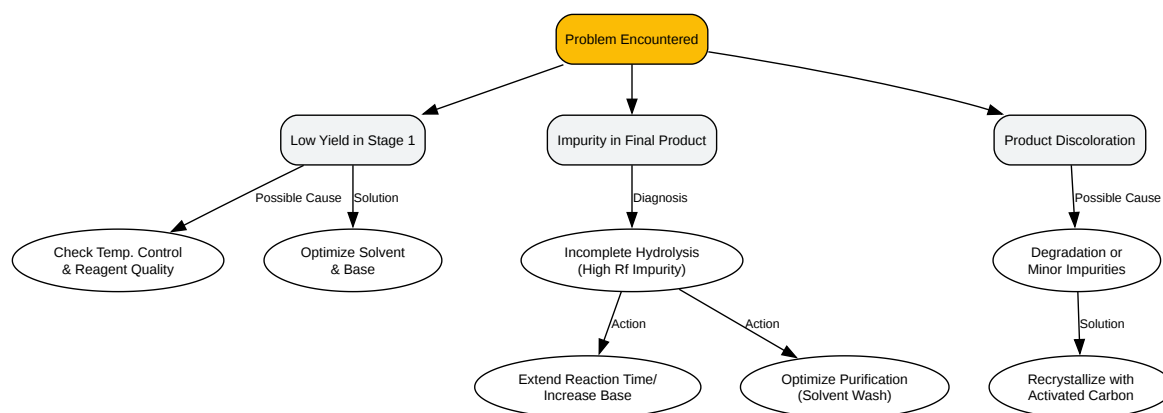 Problem Encountered
Low Yield in Stage 1
Impurity in Final Product
Product Discoloration
Possible Cause
Solution
Diagnosis
Possible Cause
Check Temp. Control
& Reagent Quality
Optimize Solvent
& Base
Incomplete Hydrolysis
(High Rf Impurity)
Degradation or
Minor Impurities
Action
Action
Solution
Extend Reaction Time/
Increase Base
Optimize Purification
(Solvent Wash)
Recrystallize with
Activated Carbon